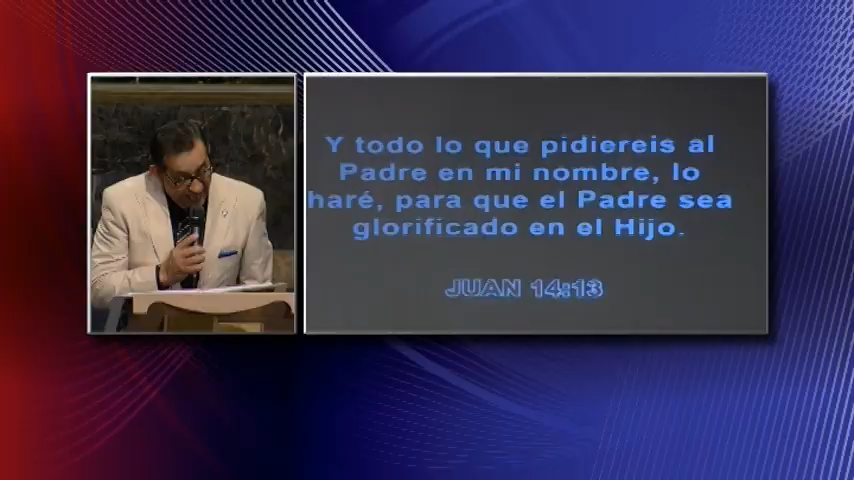 Y todo lo que pidiereis al
Padre en mi nombre, lo
haré, para que el Padre sea
glorificado en el Hijo.
JUAN 14:13